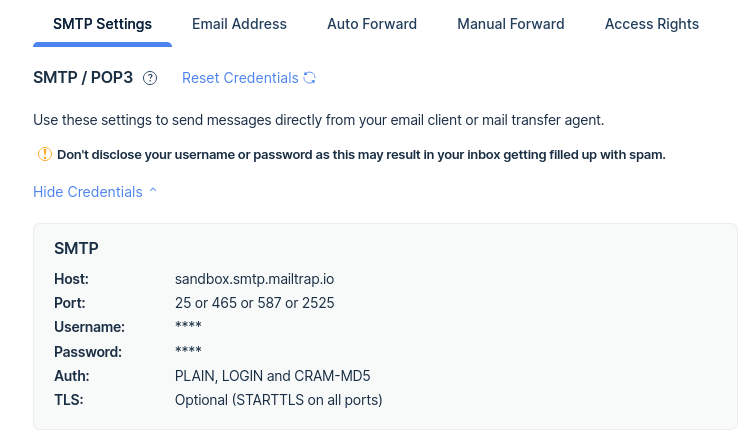 SMTP Settings Email Address Auto Forward Manual Forward Access Rights
SMTP / POP3 ? Reset Credentials
Use these settings to send messages directly from your email client or mail transfer agent.
! Don't disclose your username or password as this may result in your inbox getting filled up with spam.
Hide Credentials ^
SMTP
Host: sandbox.smtp.mailtrap.io
Port: 25 or 465 or 587 or 2525
Username: ****
Password: ****
Auth: PLAIN, LOGIN and CRAM-MD5
TLS: Optional (STARTTLS on all ports)